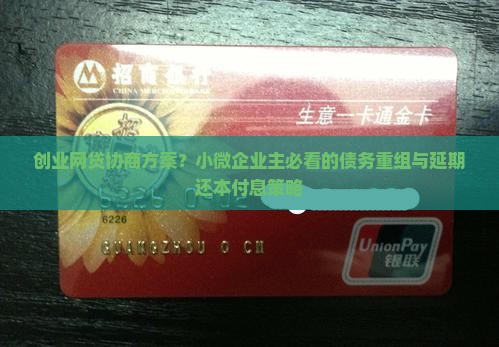 招商银行
CHINA MERCHANTS BANK
生意一卡通金卡
创业网贷协商方案？小微企业主必看的债务重组与延期
还本付息策略
6226
GUANGZHOU O CM
UnionPay
银联